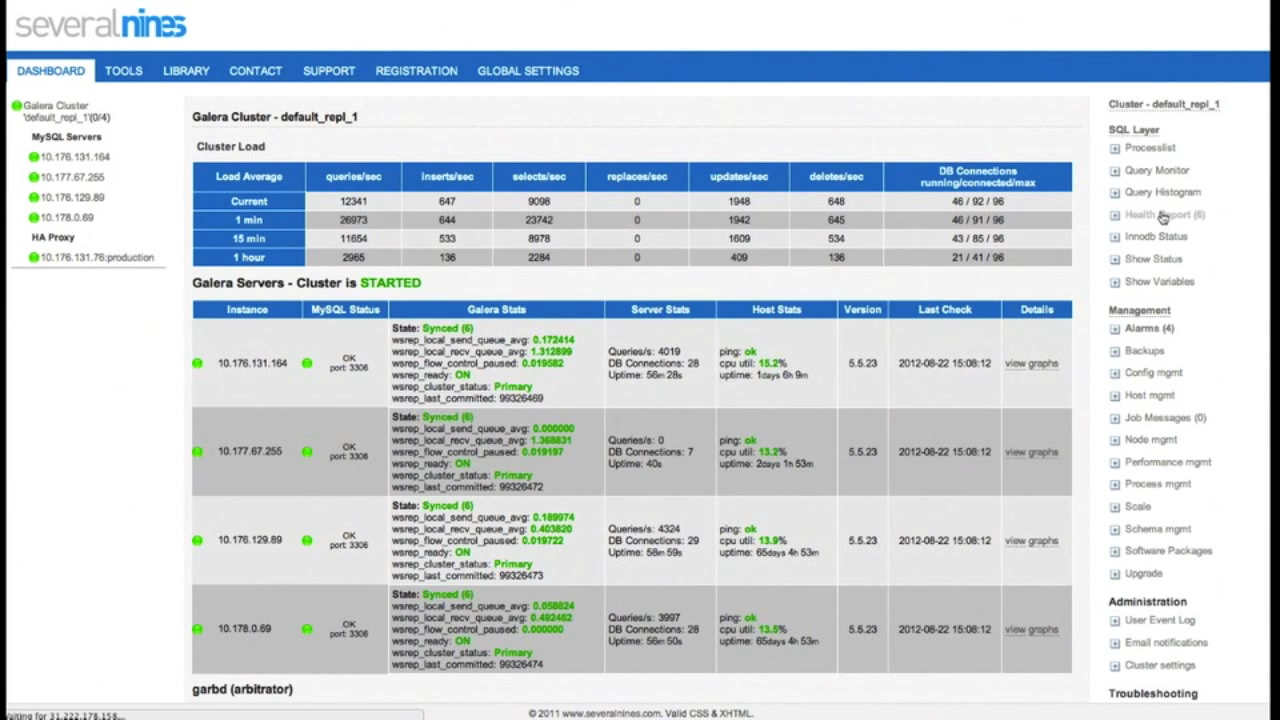 severalnines
DASHBOARD TOOLS LIBRARY CONTACT SUPPORT REGISTRATION GLOBAL SETTINGS
Galera Cluster
'default_repl_1'(0/4)
MySQL Servers
10.176.131.164
10.177.67.255
10.176.129.89
10.178.0.69
HA Proxy
10.176.131.76:production
Galera Cluster - default_repl_1
Cluster Load
Load Average queries/sec inserts/sec selects/sec replaces/sec updates/sec deletes/sec DB Connections running/connected/max
Current 12341 647 9098 0 1948 648 46 / 92 / 96
1 min 26973 644 23742 0 1942 645 46 / 91 / 96
15 min 11654 533 8978 0 1609 534 43 / 85 / 96
1 hour 2965 136 2284 0 409 136 21 / 41 / 96
Galera Servers - Cluster is STARTED
Instance MySQL Status Galera Stats Server Stats Host Stats Version Last Check Details
10.176.131.164
OK
port: 3306
State: Synced (6)
wsrep_local_send_queue_avg: 0.172414
wsrep_local_recv_queue_avg: 1.312899
wsrep_flow_control_paused: 0.019582
wsrep_ready: ON
wsrep_cluster_status: Primary
wsrep_last_committed: 99326469
Queries/s: 4019
DB Connections: 28
Uptime: 56m 28s
ping: ok
cpu util: 15.2%
uptime: 1days 6h 9m
5.5.23
2012-08-22 15:08:12
view graphs
10.177.67.255
OK
port: 3306
State: Synced (6)
wsrep_local_send_queue_avg: 0.000000
wsrep_local_recv_queue_avg: 1.368831
wsrep_flow_control_paused: 0.019197
wsrep_ready: ON
wsrep_cluster_status: Primary
wsrep_last_committed: 99326472
Queries/s: 0
DB Connections: 7
Uptime: 40s
ping: ok
cpu util: 13.2%
uptime: 2days 1h 53m
5.5.23
2012-08-22 15:08:12
view graphs
10.176.129.89
OK
port: 3306
State: Synced (6)
wsrep_local_send_queue_avg: 0.189974
wsrep_local_recv_queue_avg: 0.403820
wsrep_flow_control_paused: 0.019722
wsrep_ready: ON
wsrep_cluster_status: Primary
wsrep_last_committed: 99326473
Queries/s: 4324
DB Connections: 29
Uptime: 58m 59s
ping: ok
cpu util: 13.9%
uptime: 65days 4h 53m
5.5.23
2012-08-22 15:08:12
view graphs
10.178.0.69
OK
port: 3306
State: Synced (6)
wsrep_local_send_queue_avg: 0.058824
wsrep_local_recv_queue_avg: 0.492462
wsrep_flow_control_paused: 0.000000
wsrep_ready: ON
wsrep_cluster_status: Primary
wsrep_last_committed: 99326474
Queries/s: 3997
DB Connections: 28
Uptime: 56m 50s
ping: ok
cpu util: 13.5%
uptime: 65days 4h 53m
5.5.23
2012-08-22 15:08:12
view graphs
garbd (arbitrator)
Cluster - default_repl_1
SQL Layer
Processlist
Query Monitor
Query Histogram
Health Report (6)
Innodb Status
Show Status
Show Variables
Management
Alarms (4)
Backups
Config mgmt
Host mgmt
Job Messages (0)
Node mgmt
Performance mgmt
Process mgmt
Scale
Schema mgmt
Software Packages
Upgrade
Administration
User Event Log
Email notifications
Cluster settings
Troubleshooting
aiting for 31.222.178.158...
© 2011 www.severalnines.com. Valid CSS & XHTML.